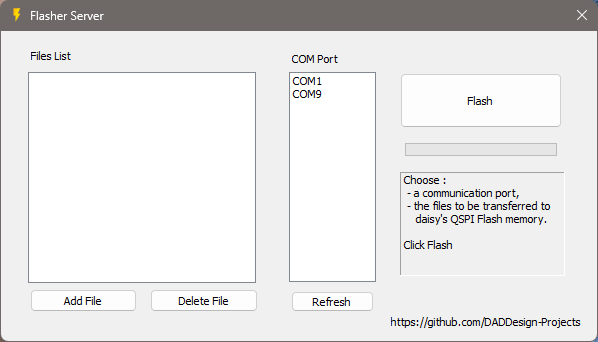 Flasher Server
Files List
COM Port
COM1
COM9
Flash
Choose :
- a communication port,
- the files to be transferred to
daisy's QSPI Flash memory.
Click Flash
Add File
Delete File
Refresh
https://github.com/DADDesign-Projects